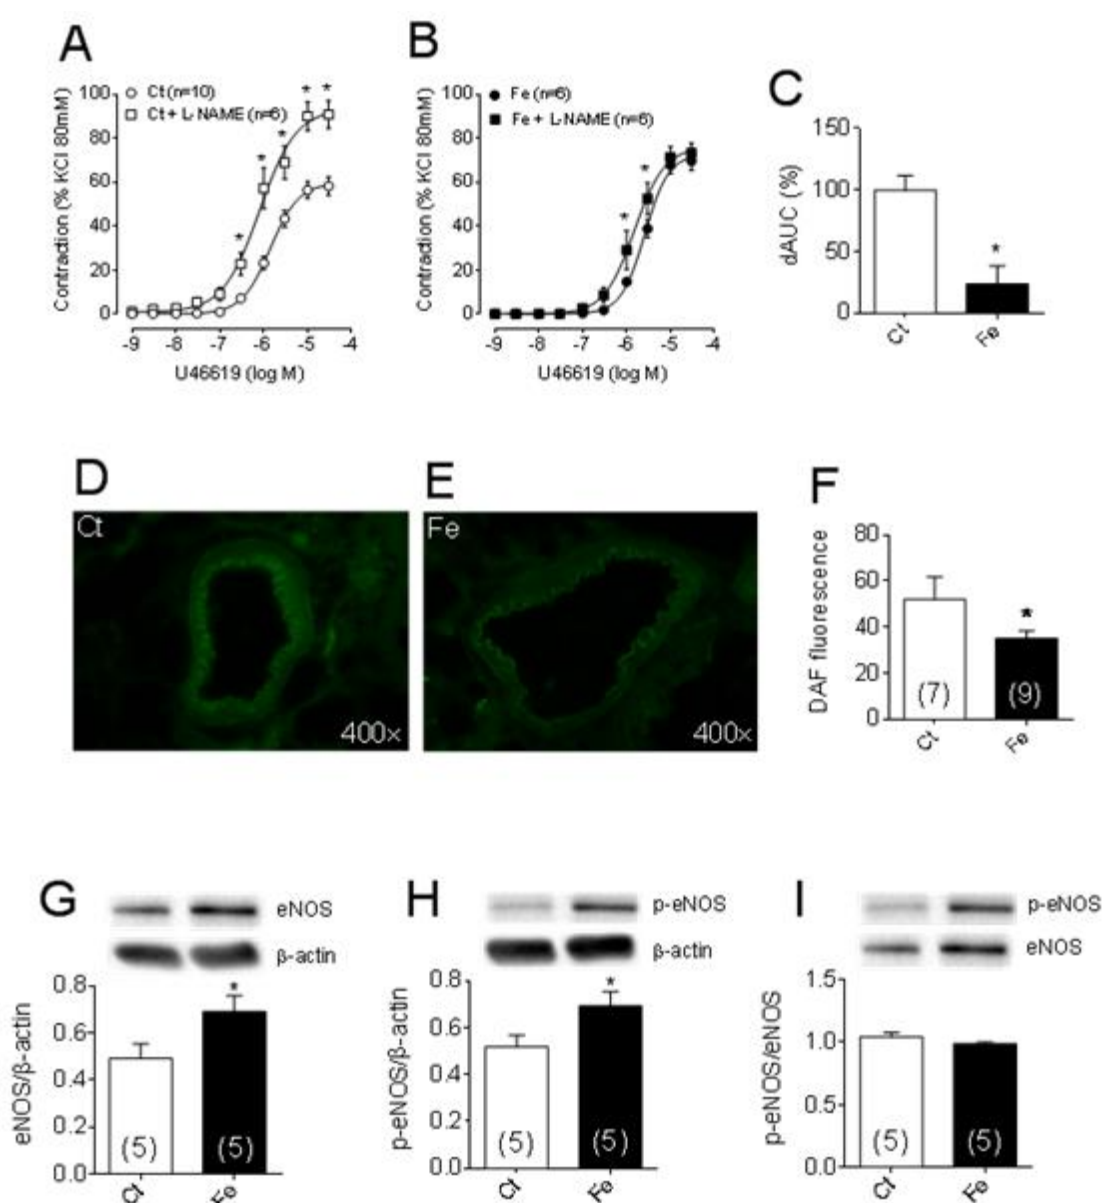 A
B
C
Ct (n=10)
Ct + L-NAME (n=6)
Contraction (% KCl 80mM)
100
80
60
40
20
0
* * * * * *
-9 -8 -7 -6 -5 -4
U46619 (log M)
Fe (n=6)
Fe + L-NAME (n=6)
Contraction (% KCl 80mM)
100
80
60
40
20
0
* *
-9 -8 -7 -6 -5 -4
U46619 (log M)
dAUC (%)
150
100
50
0
*
Ct Fe
D
Ct
400x
E
Fe
400x
F
DAF fluorescence
80
60
40
20
0
*
(7) (9)
Ct Fe
G
eNOS
β-actin
eNOS/β-actin
0.8
0.6
0.4
0.2
0.0
*
(5) (5)
Ct Fe
H
p-eNOS
β-actin
p-eNOS/β-actin
0.8
0.6
0.4
0.2
0.0
*
(5) (5)
Ct Fe
I
p-eNOS
eNOS
p-eNOS/eNOS
1.5
1.0
0.5
0.0
(5) (5)
Ct Fe